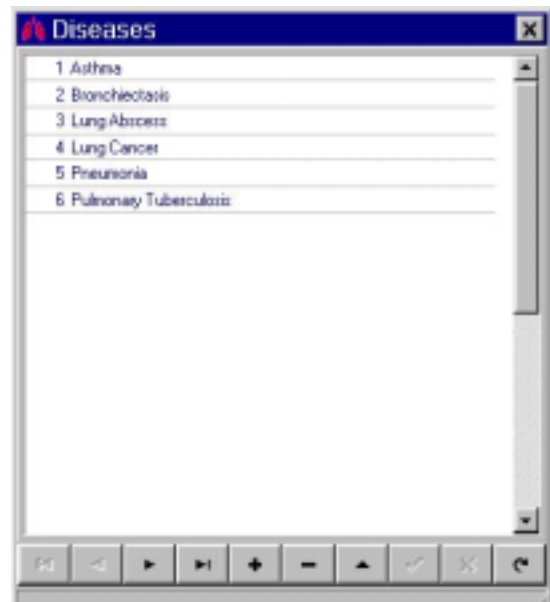 Diseases
1 Asthma
2 Bronchiectasis
3 Lung Abscess
4 Lung Cancer
5 Pneumonia
6 Pulmonary Tuberculosis